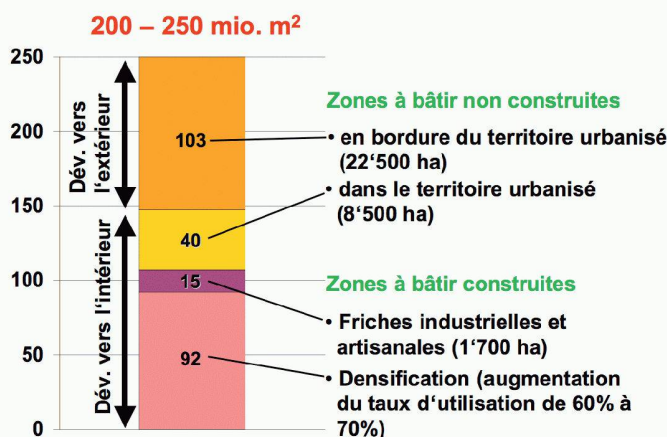 200 – 250 mio. m²
250
200
150
100
50
0
Dév. vers
l'extérieur
Dév. vers l'intérieur
103
40
15
92
Zones à bâtir non construites
• en bordure du territoire urbanisé
(22‘500 ha)
• dans le territoire urbanisé
(8‘500 ha)
Zones à bâtir construites
• Friches industrielles et
artisanales (1‘700 ha)
• Densification (augmentation
du taux d‘utilisation de 60% à
70%)